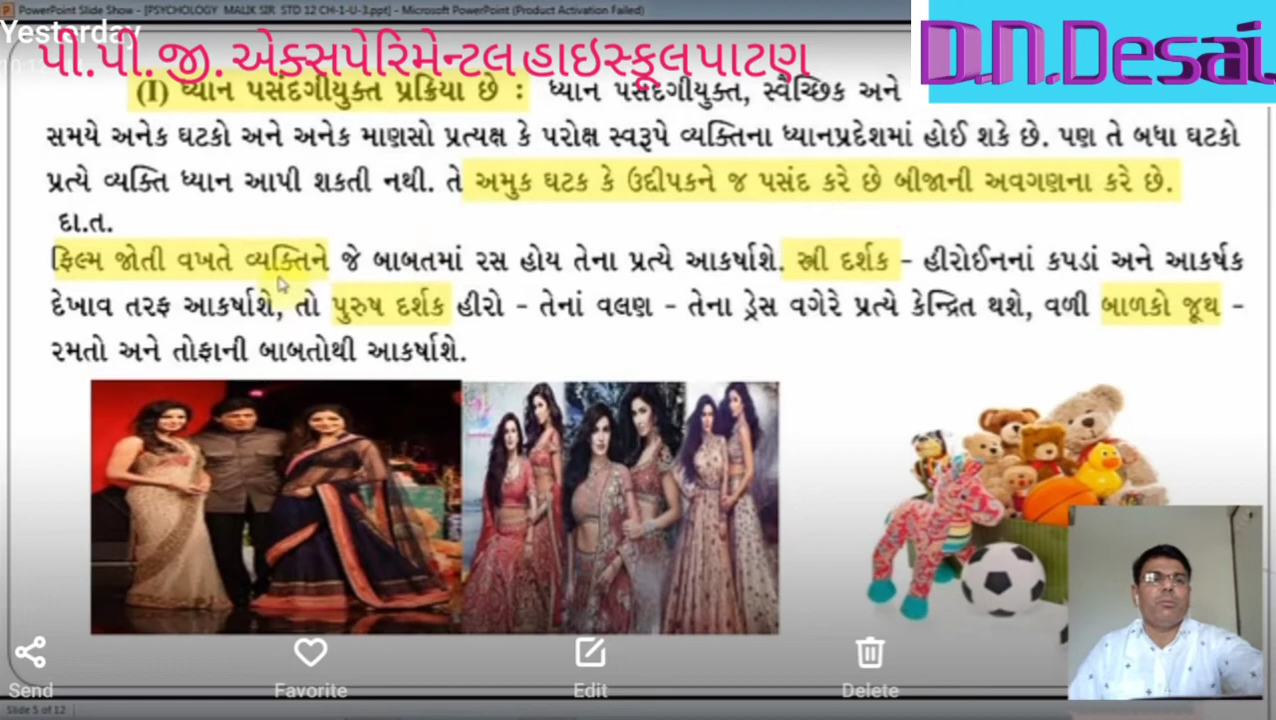 PowerPoint Slide Show - [PSYCHOLOGY MALIK SIR STD 12 CH-1-U-3.ppt] - Microsoft PowerPoint (Product Activation Failed)
Yesterday
પી.પી.જી. એક્સપેરિમેન્ટલ હાઇસ્કૂલ પાટણ
D.N.Desai
(I) ધ્યાન પસંદગીયુક્ત પ્રક્રિયા છે : ધ્યાન પસંદગીયુક્ત, સ્વૈચ્છિક અને
સમયે અનેક ઘટકો અને અનેક માણસો પ્રત્યક્ષ કે પરોક્ષ સ્વરૂપે વ્યક્તિના ધ્યાનપ્રદેશમાં હોઈ શકે છે. પણ તે બધા ઘટકો
પ્રત્યે વ્યક્તિ ધ્યાન આપી શકતી નથી. તે અમુક ઘટક કે ઉદ્દીપકને જ પસંદ કરે છે બીજાની અવગણના કરે છે.
દા.ત.
ફિલ્મ જોતી વખતે વ્યક્તિને જે બાબતમાં રસ હોય તેના પ્રત્યે આકર્ષાશે. સ્ત્રી દર્શક - હીરોઈનનાં કપડાં અને આકર્ષક
દેખાવ તરફ આકર્ષાશે, તો પુરુષ દર્શક હીરો - તેનાં વલણ - તેના ડ્રેસ વગેરે પ્રત્યે કેન્દ્રિત થશે, વળી બાળકો જૂથ -
રમતો અને તોફાની બાબતોથી આકર્ષાશે.
Send Favorite Edit Delete
Slide 5 of 12